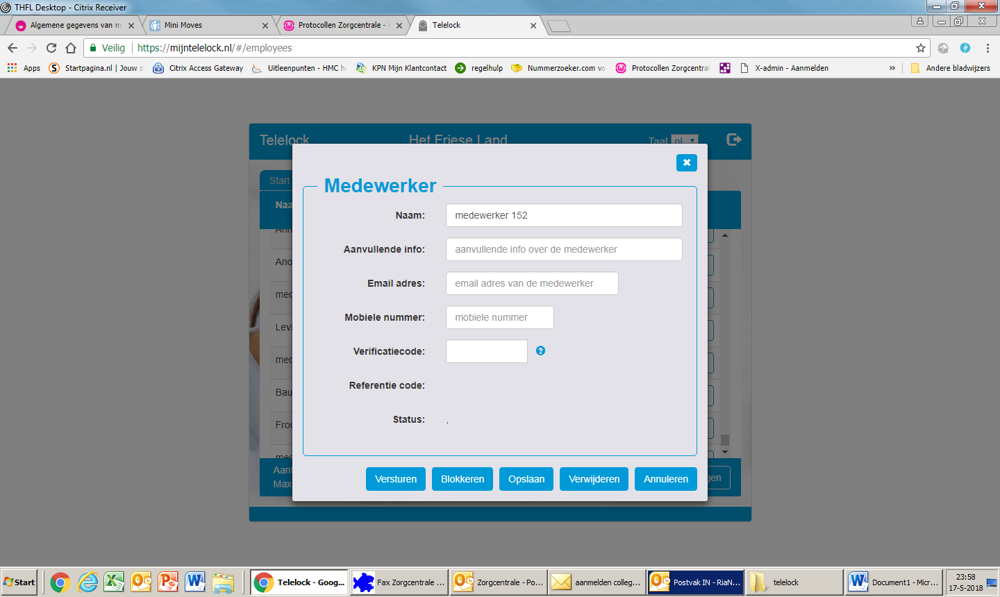 THFL Desktop - Citrix Receiver
Algemene gegevens van m
Mini Moves
Protocollen Zorgcentrale -
Telelock
Veilig
https://mijntelelock.nl/#/employees
Apps
Startpagina.nl | Jouw s
Citrix Access Gateway
Uitleenpunten - HMC h
KPN Mijn Klantcontact
regelhulp
Nummerzoeker.com vo
Protocollen Zorgcentra
X-admin - Aanmelden
»
Andere bladwijzers
Telelock
Het Friese Land
Taal nl
Start
Naa
Medewerker
Naam: medewerker 152
Aanvullende info: aanvullende info over de medewerker
Email adres: email adres van de medewerker
Mobiele nummer: mobiele nummer
Verificatiecode: ?
Referentie code:
Status: ,
Ano
med
Levi
med
Bau
Frou
med
Aant
Max
gen
Versturen Blokkeren Opslaan Verwijderen Annuleren
Start
Telelock - Goog...
Fax Zorgcentrale ...
Zorgcentrale - Po...
aanmelden colleg...
Postvak IN - RiaN...
telelock
Document1 - Micr...
23:58
17-5-2018